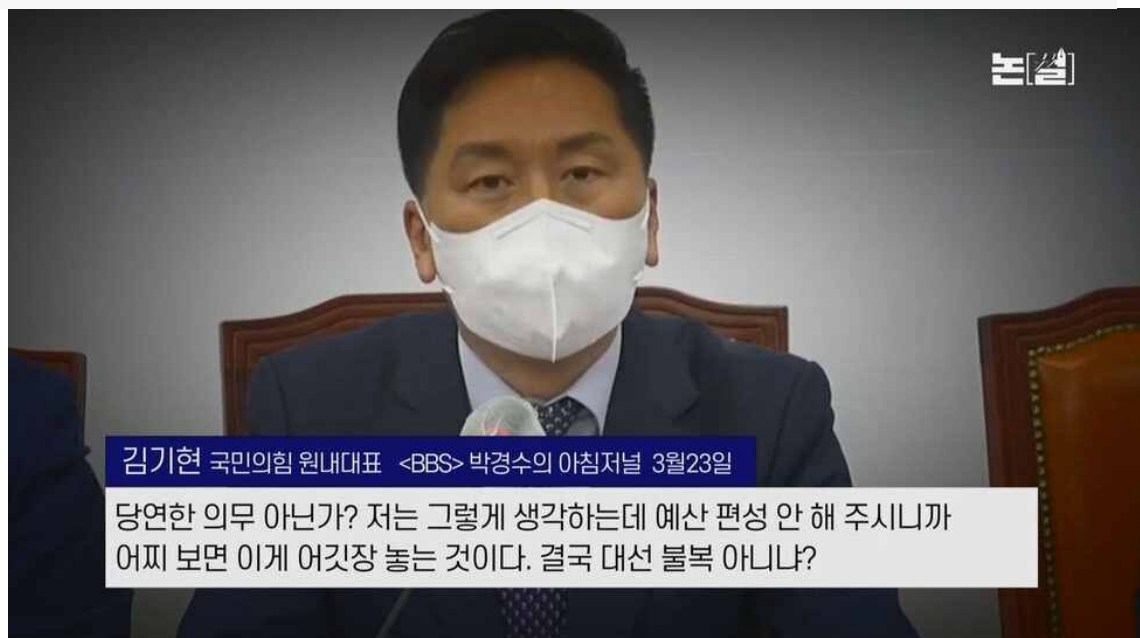 논[썰]
김기현 국민의힘 원내대표 <BBS> 박경수의 아침저널 3월23일
당연한 의무 아닌가? 저는 그렇게 생각하는데 예산 편성 안 해 주시니까
어찌 보면 이게 어깃장 놓는 것이다. 결국 대선 불복 아니냐?